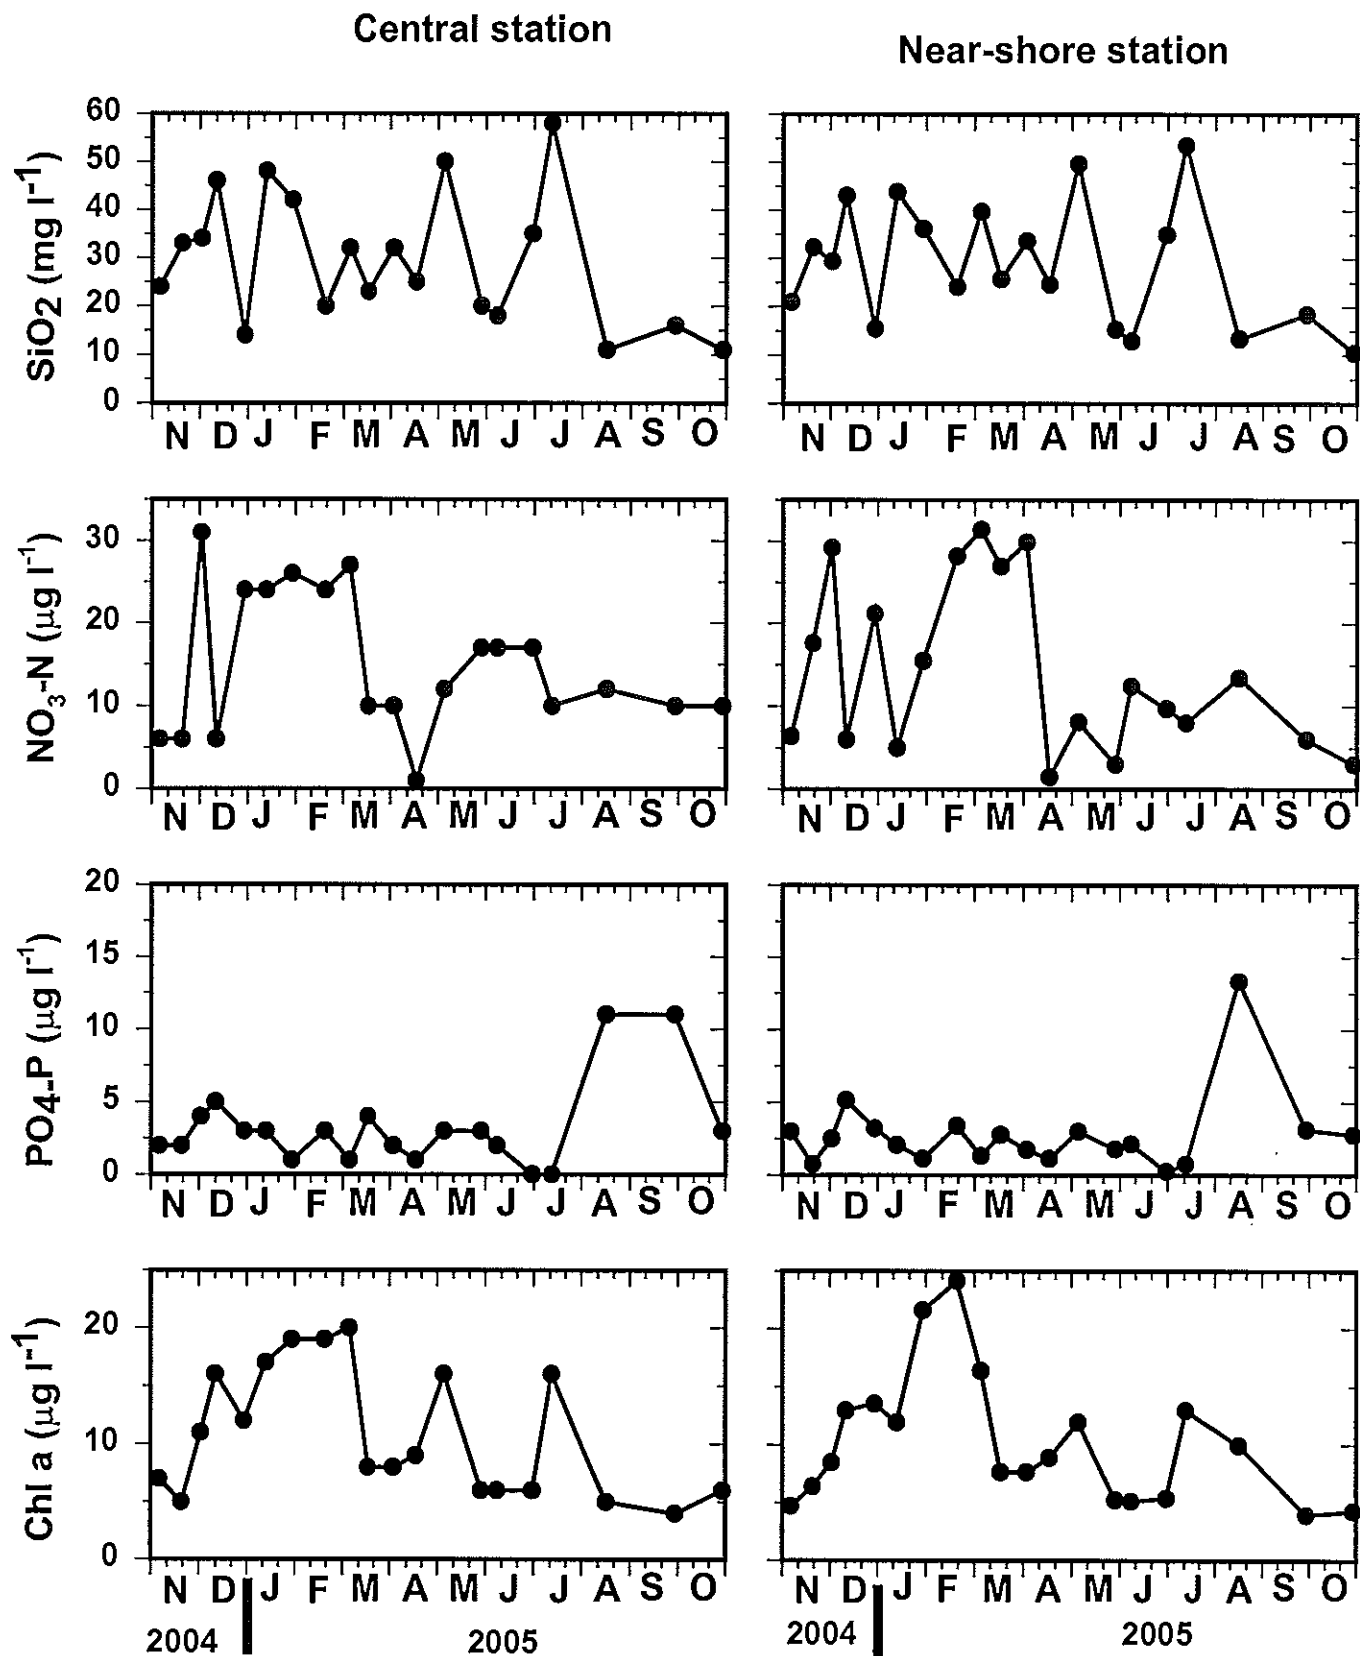 Central station
Near-shore station
SiO2 (mg l-1)
60
50
40
30
20
10
0
N D J F M A M J J A S O
N D J F M A M J J A S O
NO3-N (µg l-1)
30
20
10
0
N D J F M A M J J A S O
N D J F M A M J J A S O
PO4-P (µg l-1)
20
15
10
5
0
N D J F M A M J J A S O
N D J F M A M J J A S O
Chl a (µg l-1)
20
10
0
N D J F M A M J J A S O
N D J F M A M J J A S O
2004 2005
2004 2005